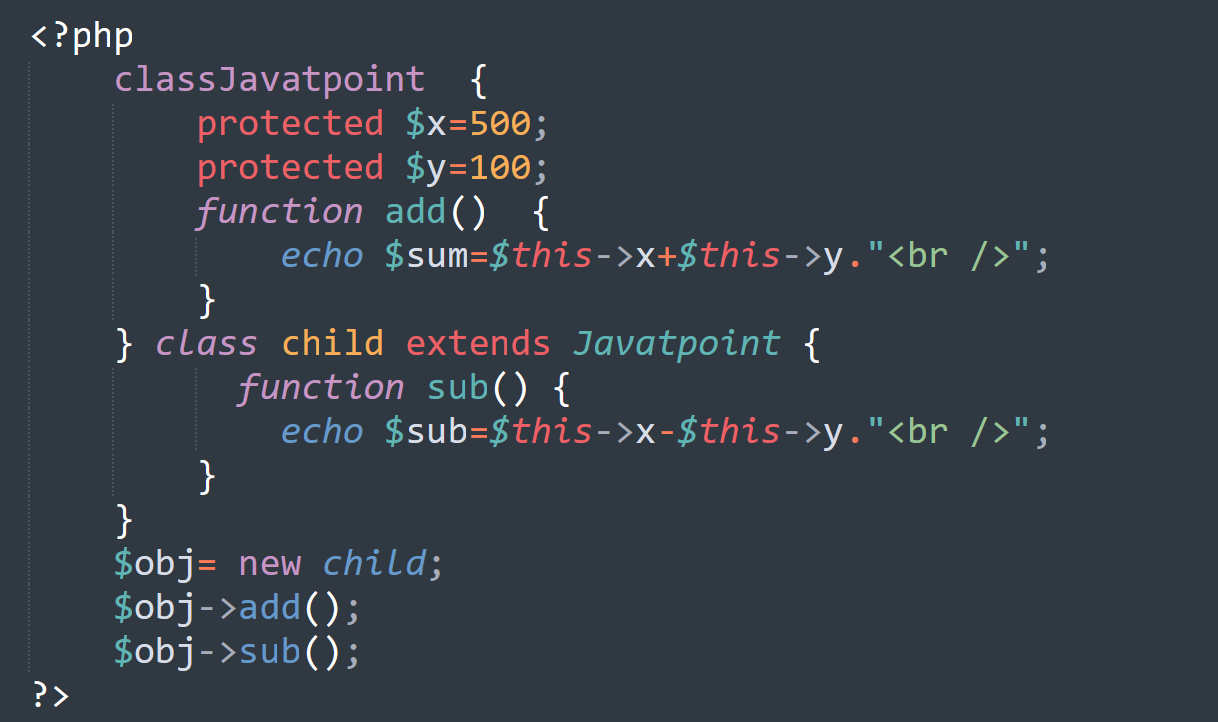 <?php
classJavatpoint  {
protected $x=500;
protected $y=100;
function add()  {
echo $sum=$this->x+$this->y."<br />";
}
} class child extends Javatpoint {
function sub() {
echo $sub=$this->x-$this->y."<br />";
}
}
$obj= new child;
$obj->add();
$obj->sub();
?>